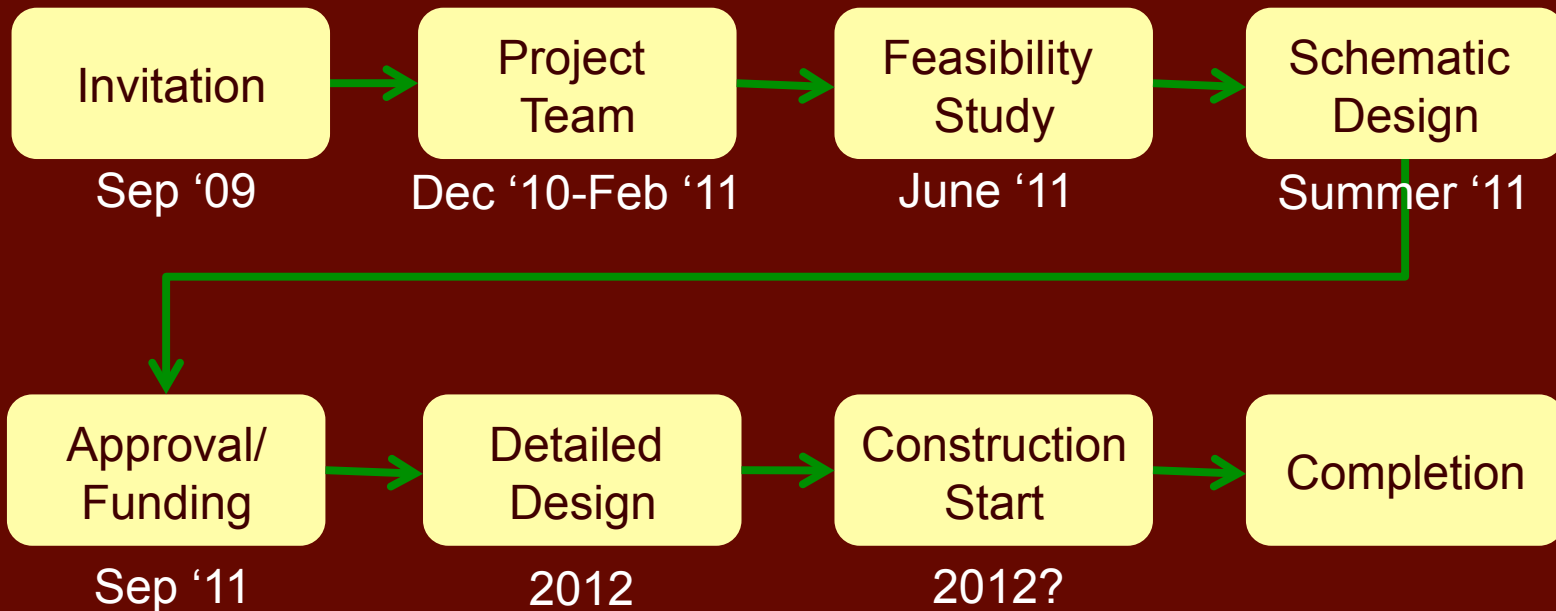 Invitation
Project
Team
Feasibility
Study
Schematic
Design
Sep ‘09
Dec ‘10-Feb ‘11
June ‘11
Summer ‘11
Approval/
Funding
Detailed
Design
Construction
Start
Completion
Sep ‘11
2012
2012?